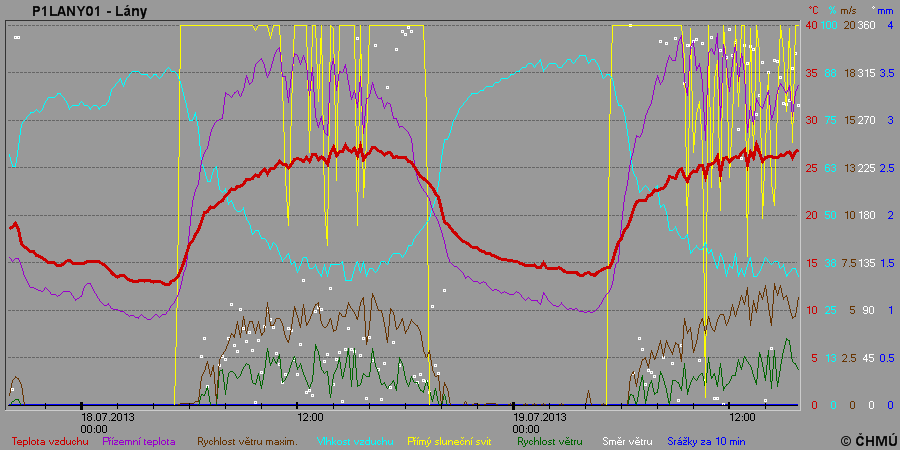 P1LANY01 - Lány
°C % m/s ° mm
40 100 20 360 4
35 88 18 315 3.5
30 75 15 270 3
25 63 13 225 2.5
20 50 10 180 2
15 38 7.5 135 1.5
10 25 5 90 1
5 13 2.5 45 0.5
0 0 0 0 0
18.07.2013 12:00 19.07.2013 12:00
00:00 00:00
Teplota vzduchu Přízemní teplota Rychlost větru maxim. Vlhkost vzduchu Přímý sluneční svit Rychlost větru Směr větru Srážky za 10 min © ČHMÚ